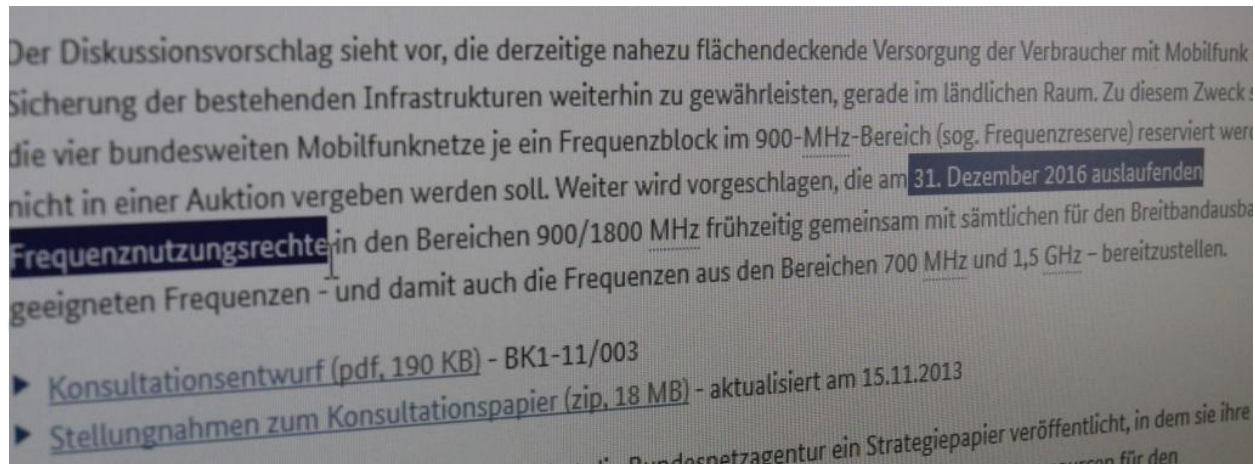 Der Diskussionsvorschlag sieht vor, die derzeitige nahezu flächendeckende Versorgung der Verbraucher mit Mobilfunk
Sicherung der bestehenden Infrastrukturen weiterhin zu gewährleisten, gerade im ländlichen Raum. Zu diesem Zweck s
die vier bundesweiten Mobilfunknetze je ein Frequenzblock im 900-MHz-Bereich (sog. Frequenzreserve) reserviert werd
nicht in einer Auktion vergeben werden soll. Weiter wird vorgeschlagen, die am 31. Dezember 2016 auslaufenden
Frequenznutzungsrechte in den Bereichen 900/1800 MHz frühzeitig gemeinsam mit sämtlichen für den Breitbandausba
geeigneten Frequenzen - und damit auch die Frequenzen aus den Bereichen 700 MHz und 1,5 GHz – bereitzustellen.
Konsultationsentwurf (pdf, 190 KB) - BK1-11/003
Stellungnahmen zum Konsultationspapier (zip, 18 MB) - aktualisiert am 15.11.2013
Bundesnetzagentur ein Strategiepapier veröffentlicht, in dem sie ihre
für den